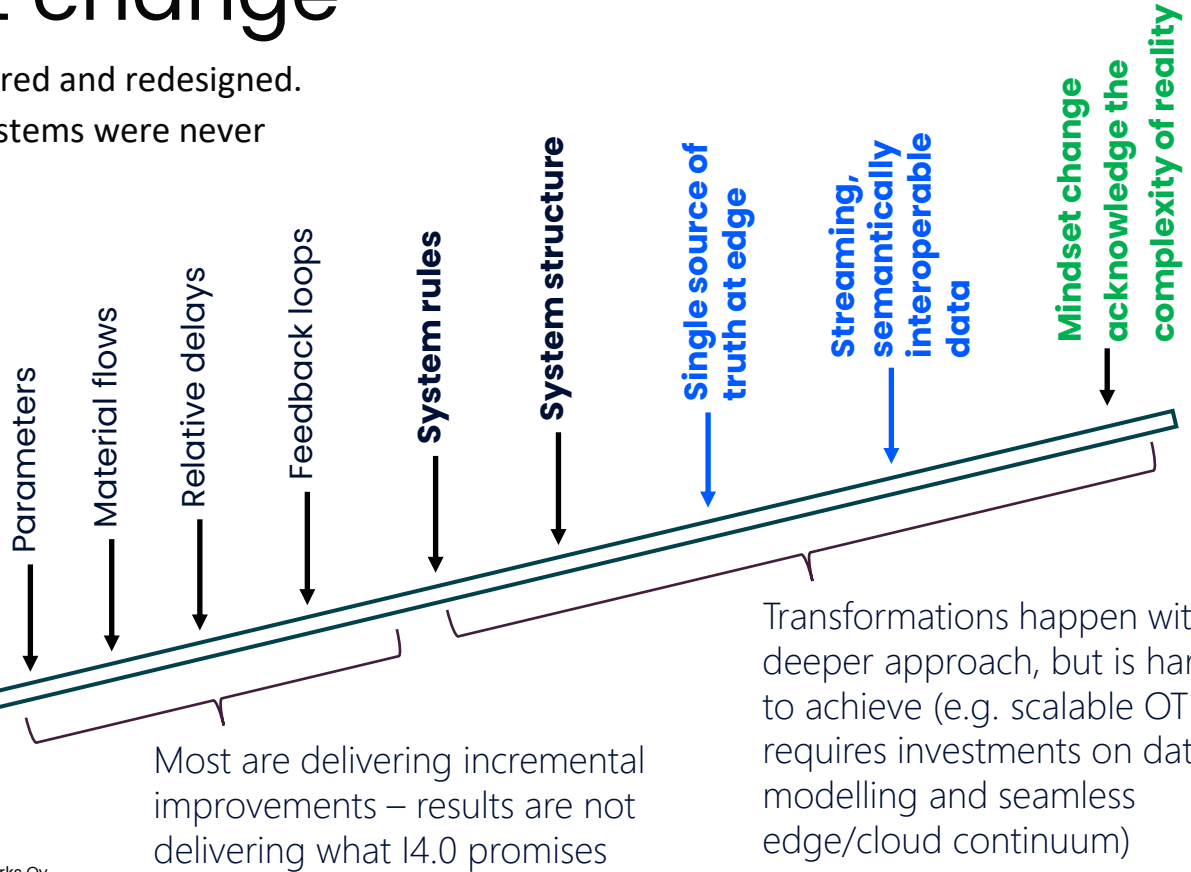 change
red and redesigned.
stems were never
Parameters
Material flows
Relative delays
Feedback loops
System rules
System structure
Single source of
truth at edge
Streaming,
semantically
interoperable
data
Mindset change
acknowledge the
complexity of reality
Most are delivering incremental
improvements – results are not
delivering what I4.0 promises
Transformations happen wit
deeper approach, but is har
to achieve (e.g. scalable OT
requires investments on dat
modelling and seamless
edge/cloud continuum)